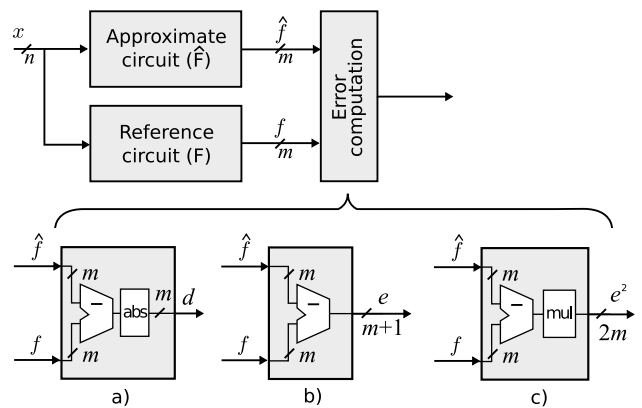 x
n
Approximate
circuit (F̂)
f̂
m
Reference
circuit (F)
f
m
Error
computation
f̂
m
−
abs
m
d
f
m
a)
f̂
m
−
e
m+1
f
m
b)
f̂
m
−
mul
e²
2m
f
m
c)